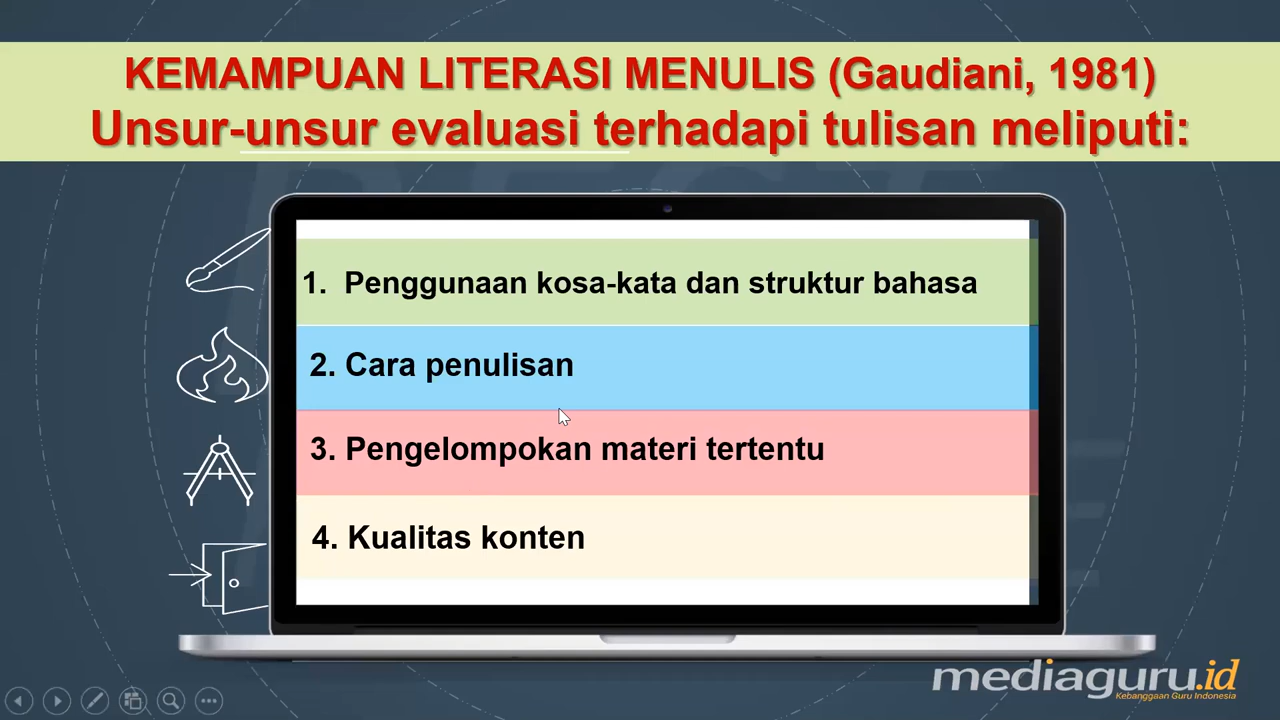 KEMAMPUAN LITERASI MENULIS (Gaudiani, 1981)
Unsur-unsur evaluasi terhadapi tulisan meliputi:
1. Penggunaan kosa-kata dan struktur bahasa
2. Cara penulisan
3. Pengelompokan materi tertentu
4. Kualitas konten
mediaguru.id
Kebanggaan Guru Indonesia